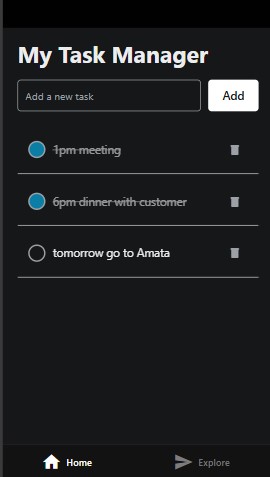 My Task Manager
Add a new task
Add
1pm meeting
6pm dinner with customer
tomorrow go to Amata
Home
Explore